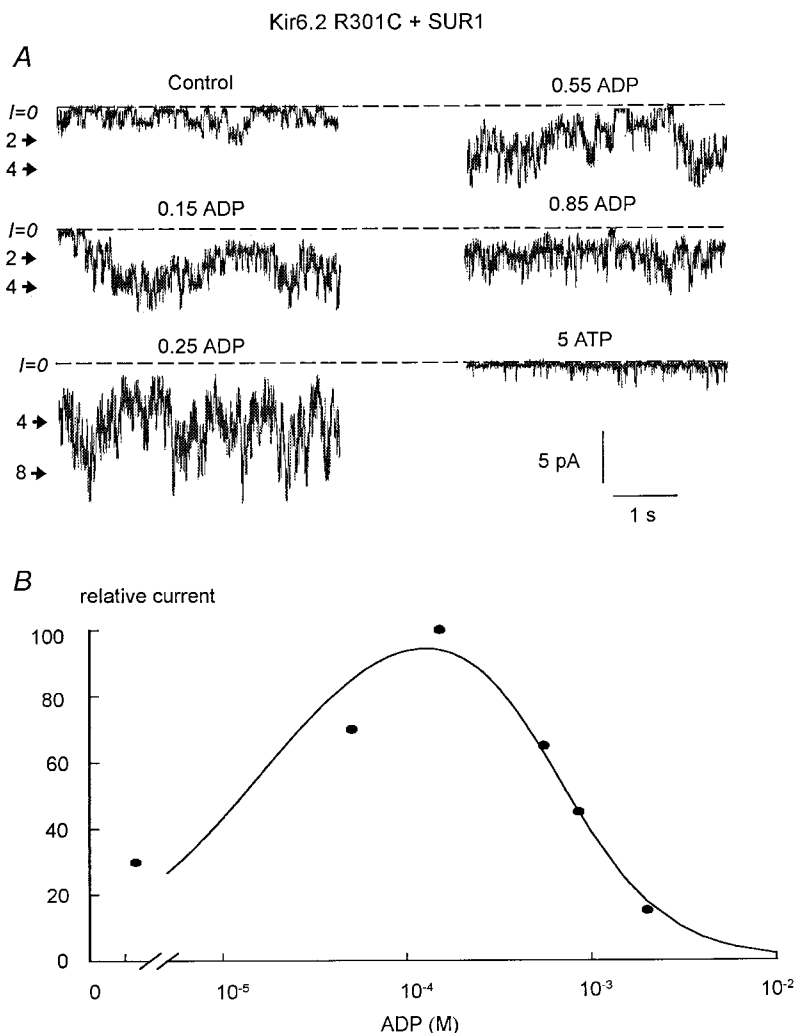 Kir6.2 R301C + SUR1
A
Control
0.55 ADP
I=0
2
4
0.15 ADP
0.85 ADP
I=0
2
4
0.25 ADP
5 ATP
I=0
4
8
5 pA
1 s
B
relative current
100
80
60
40
20
0
0
10-5
10-4
10-3
10-2
ADP (M)